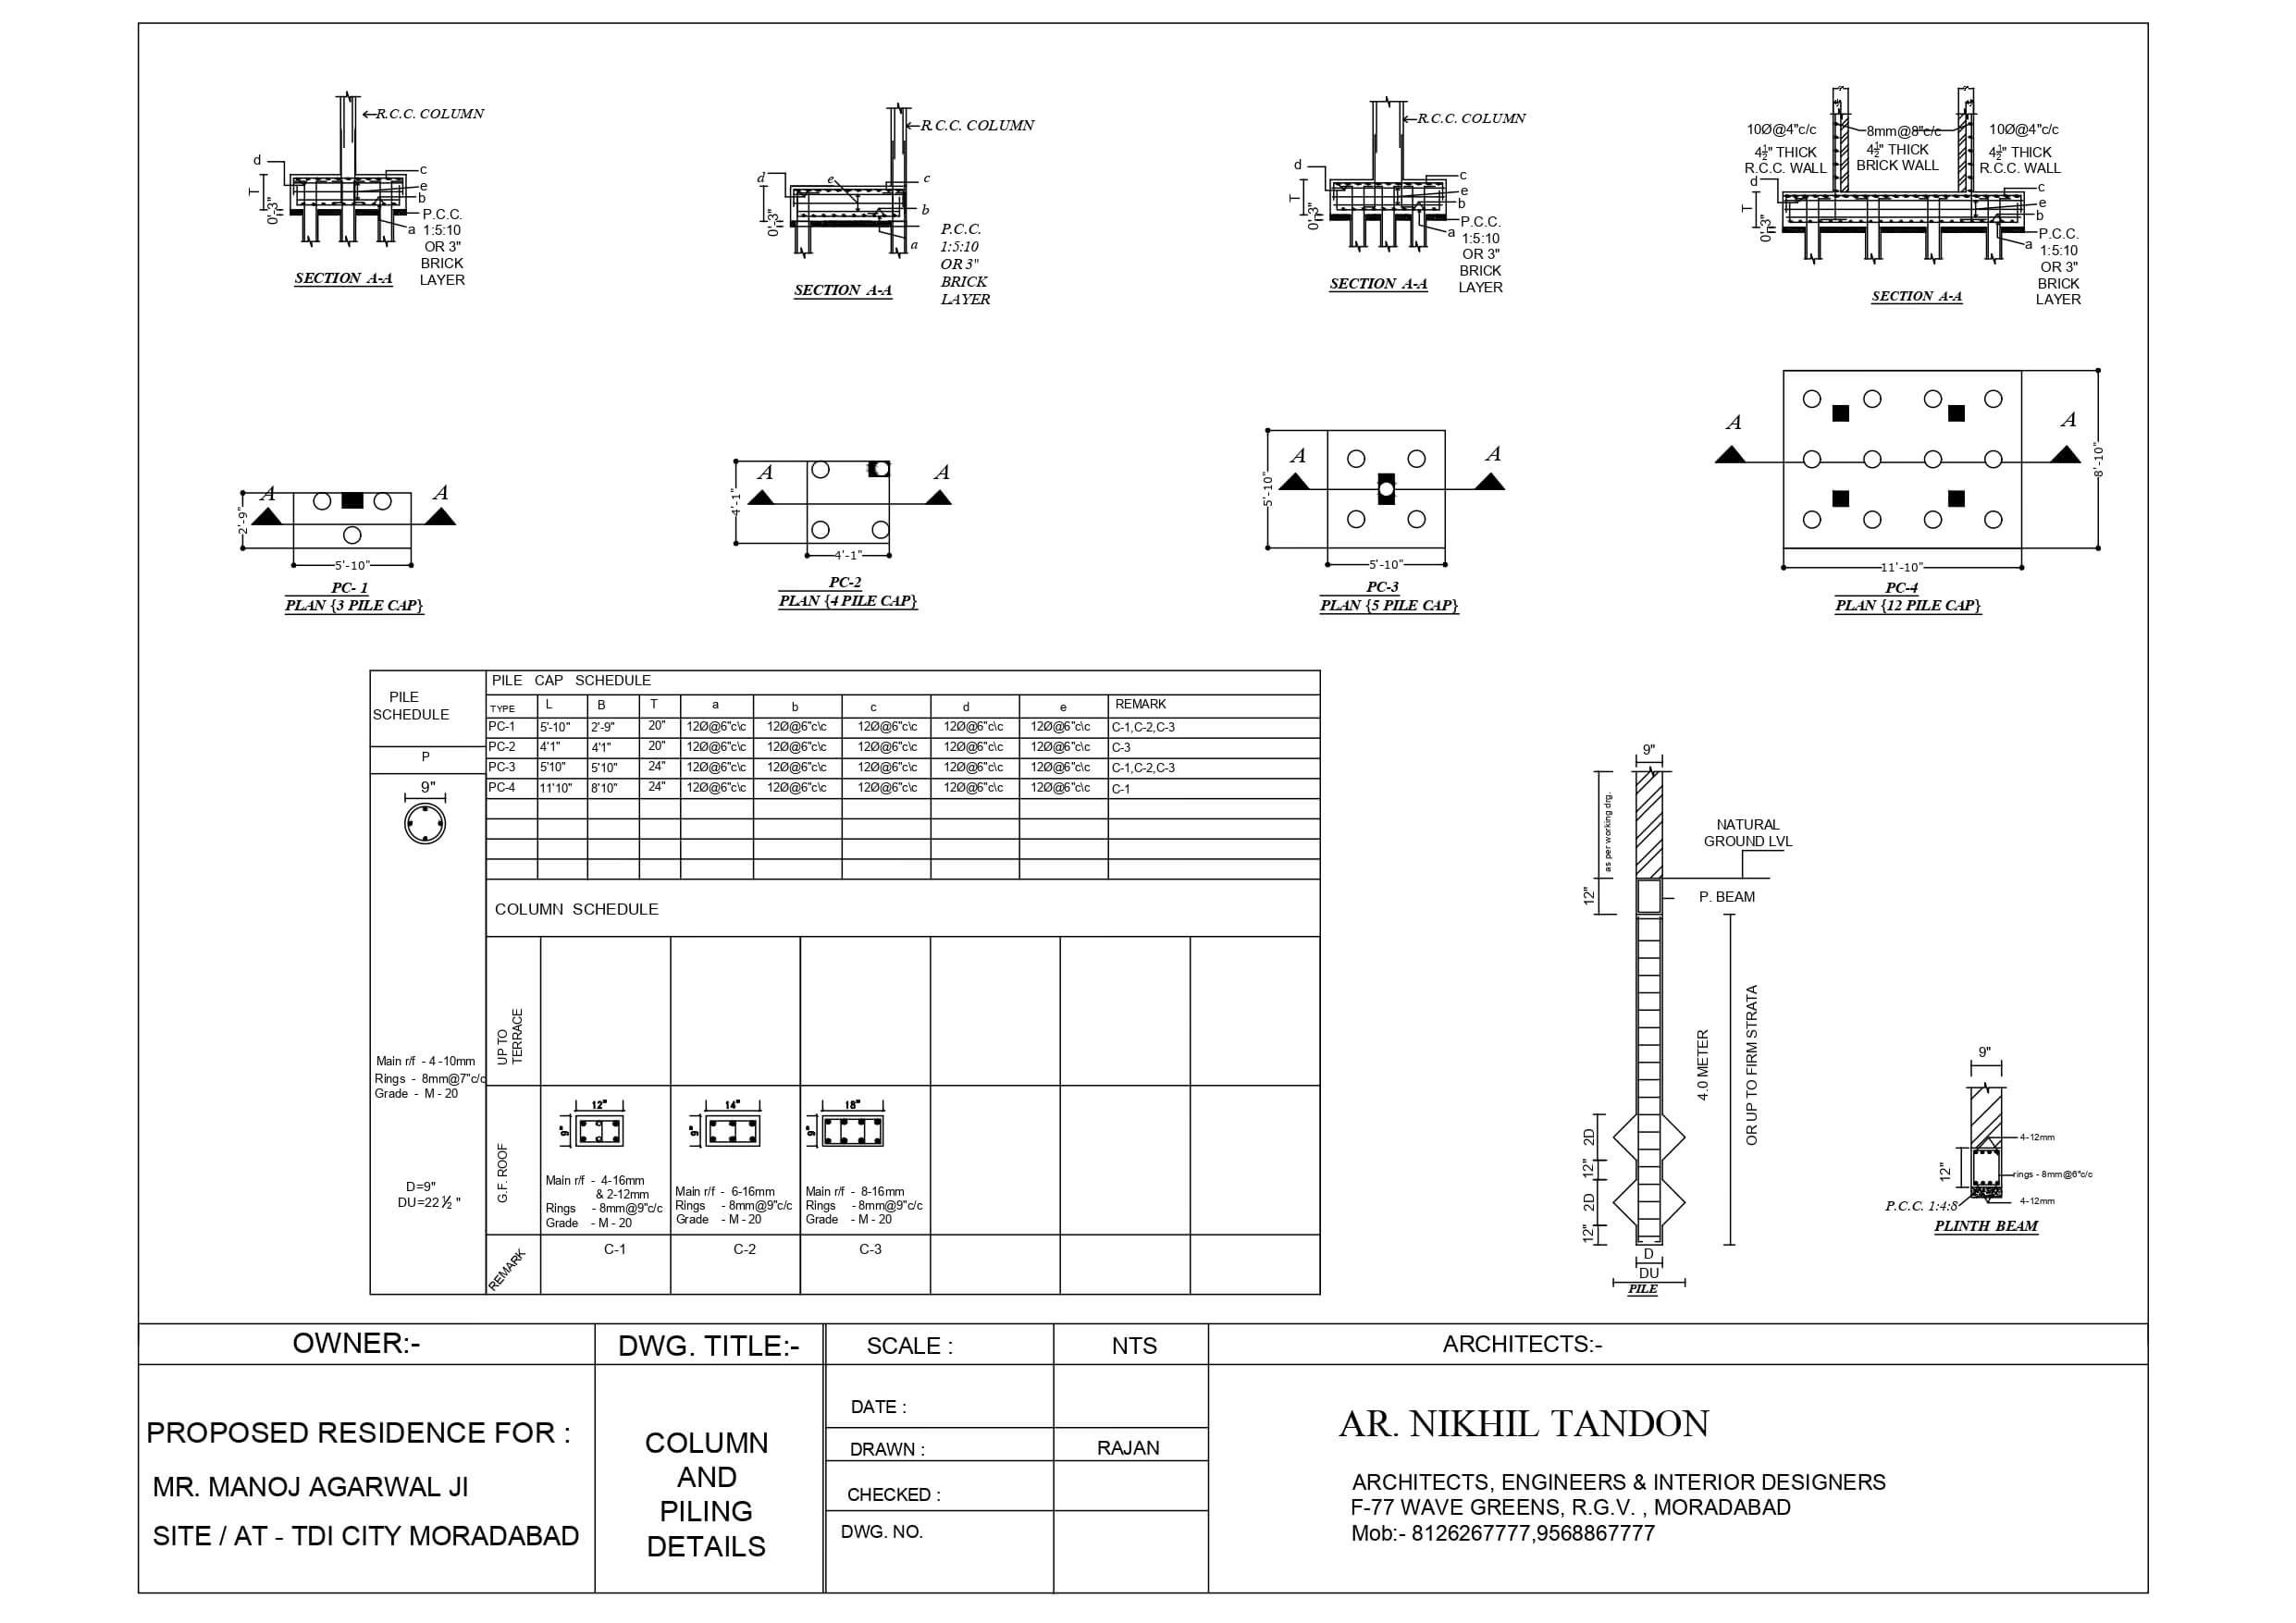 R.C.C. COLUMN
d
c
e
b
T
0'.3"
P.C.C.
a 1:5:10
OR 3"
BRICK
LAYER
SECTION A-A
R.C.C. COLUMN
d
e
c
b
T
0'.3"
a
P.C.C.
1:5:10
OR 3"
BRICK
LAYER
SECTION A-A
R.C.C. COLUMN
d
c
e
b
T
0'.3"
P.C.C.
a 1:5:10
OR 3"
BRICK
LAYER
SECTION A-A
10Ø@4"c/c
8mm@8"c/c
10Ø@4"c/c
4½" THICK
R.C.C. WALL
4½" THICK
BRICK WALL
4½" THICK
R.C.C. WALL
d
c
e
b
T
0'.3"
P.C.C.
a 1:5:10
OR 3"
BRICK
LAYER
SECTION A-A
A
A
2'-9"
5'-10"
PC- 1
PLAN {3 PILE CAP}
A
A
4'-1"
4'-1"
PC-2
PLAN {4 PILE CAP}
A
A
5'-10"
5'-10"
PC-3
PLAN {5 PILE CAP}
A
A
8'-10"
11'-10"
PC-4
PLAN {12 PILE CAP}
PILE
SCHEDULE
P
9"
Main r/f - 4 -10mm
Rings - 8mm@7"c/c
Grade - M - 20
D=9"
DU=22½"
PILE CAP SCHEDULE
TYPE L B T a b c d e REMARK
PC-1 5'-10" 2'-9" 20" 12Ø@6"c\c 12Ø@6"c\c 12Ø@6"c\c 12Ø@6"c\c 12Ø@6"c\c C-1,C-2,C-3
PC-2 4'1" 4'1" 20" 12Ø@6"c\c 12Ø@6"c\c 12Ø@6"c\c 12Ø@6"c\c 12Ø@6"c\c C-3
PC-3 5'10" 5'10" 24" 12Ø@6"c\c 12Ø@6"c\c 12Ø@6"c\c 12Ø@6"c\c 12Ø@6"c\c C-1,C-2,C-3
PC-4 11'10" 8'10" 24" 12Ø@6"c\c 12Ø@6"c\c 12Ø@6"c\c 12Ø@6"c\c 12Ø@6"c\c C-1
COLUMN SCHEDULE
UP TO
TERRACE
G.F. ROOF
12"
9"
Main r/f - 4-16mm
& 2-12mm
Rings - 8mm@9"c/c
Grade - M - 20
14"
9"
Main r/f - 6-16mm
Rings - 8mm@9"c/c
Grade - M - 20
18"
9"
Main r/f - 8-16mm
Rings - 8mm@9"c/c
Grade - M - 20
REMARK
C-1
C-2
C-3
9"
as per working drg.
NATURAL
GROUND LVL
12"
P. BEAM
4.0 METER
OR UP TO FIRM STRATA
2D
12"
2D
12"
D
DU
PILE
9"
4-12mm
12"
rings - 8mm@6"c/c
4-12mm
P.C.C. 1:4:8
PLINTH BEAM
OWNER:-
PROPOSED RESIDENCE FOR :
MR. MANOJ AGARWAL JI
SITE / AT - TDI CITY MORADABAD
DWG. TITLE:-
COLUMN
AND
PILING
DETAILS
SCALE : NTS
DATE :
DRAWN : RAJAN
CHECKED :
DWG. NO.
ARCHITECTS:-
AR. NIKHIL TANDON
ARCHITECTS, ENGINEERS & INTERIOR DESIGNERS
F-77 WAVE GREENS, R.G.V. , MORADABAD
Mob:- 8126267777,9568867777